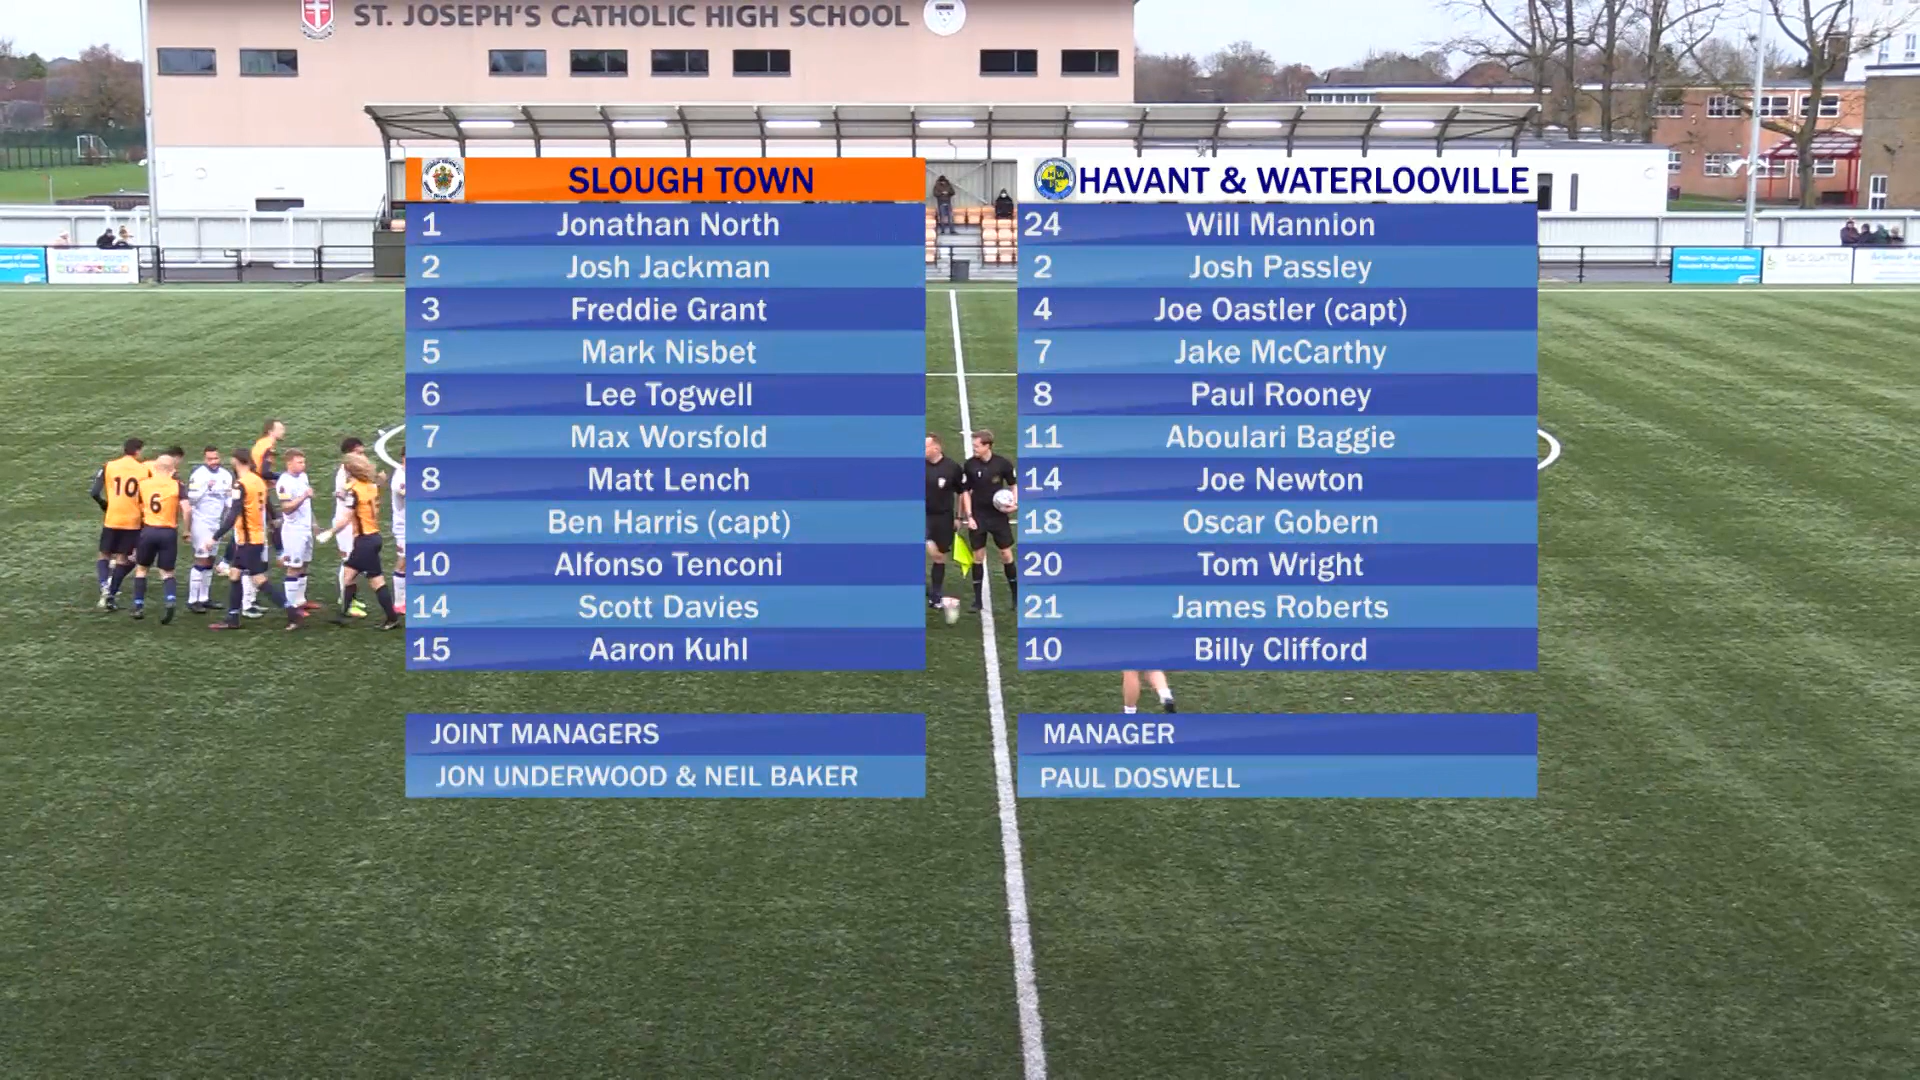 ST. JOSEPH'S CATHOLIC HIGH SCHOOL
SLOUGH TOWN
1 Jonathan North
2 Josh Jackman
3 Freddie Grant
5 Mark Nisbet
6 Lee Togwell
7 Max Worsfold
8 Matt Lench
9 Ben Harris (capt)
10 Alfonso Tenconi
14 Scott Davies
15 Aaron Kuhl
JOINT MANAGERS
JON UNDERWOOD & NEIL BAKER
HAVANT & WATERLOOVILLE
24 Will Mannion
2 Josh Passley
4 Joe Oastler (capt)
7 Jake McCarthy
8 Paul Rooney
11 Aboulari Baggie
14 Joe Newton
18 Oscar Gobern
20 Tom Wright
21 James Roberts
10 Billy Clifford
MANAGER
PAUL DOSWELL
10
6